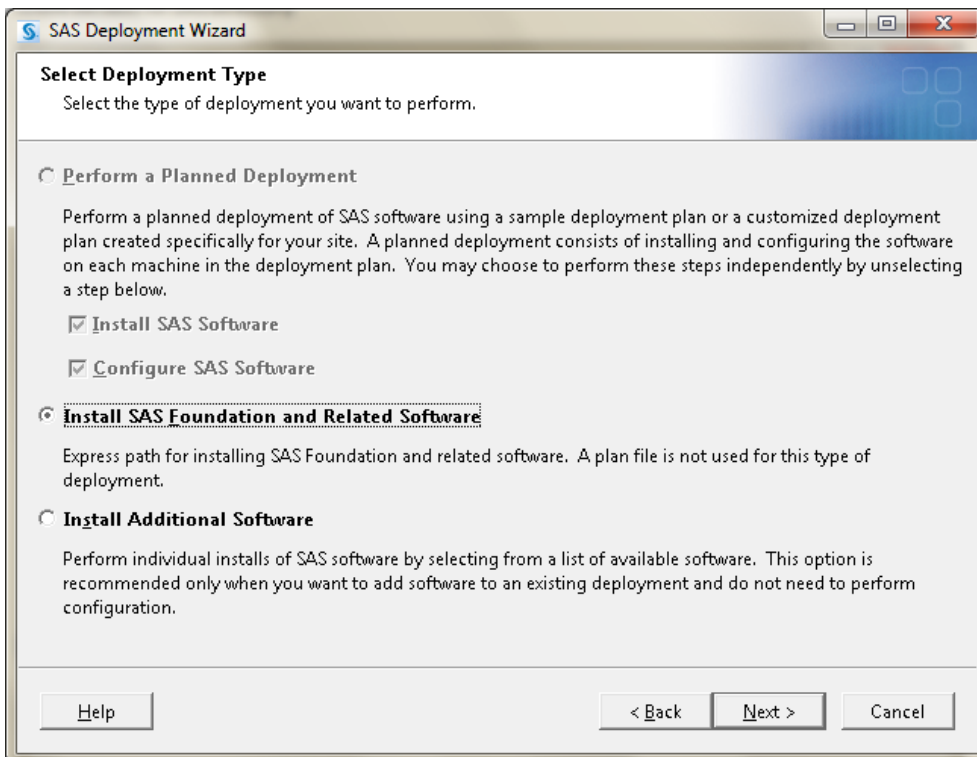 SAS Deployment Wizard
Select Deployment Type
Select the type of deployment you want to perform.
Perform a Planned Deployment
Perform a planned deployment of SAS software using a sample deployment plan or a customized deployment
plan created specifically for your site.  A planned deployment consists of installing and configuring the software
on each machine in the deployment plan.  You may choose to perform these steps independently by unselecting
a step below.
Install SAS Software
Configure SAS Software
Install SAS Foundation and Related Software
Express path for installing SAS Foundation and related software.  A plan file is not used for this type of
deployment.
Install Additional Software
Perform individual installs of SAS software by selecting from a list of available software.  This option is
recommended only when you want to add software to an existing deployment and do not need to perform
configuration.
Help
< Back
Next >
Cancel